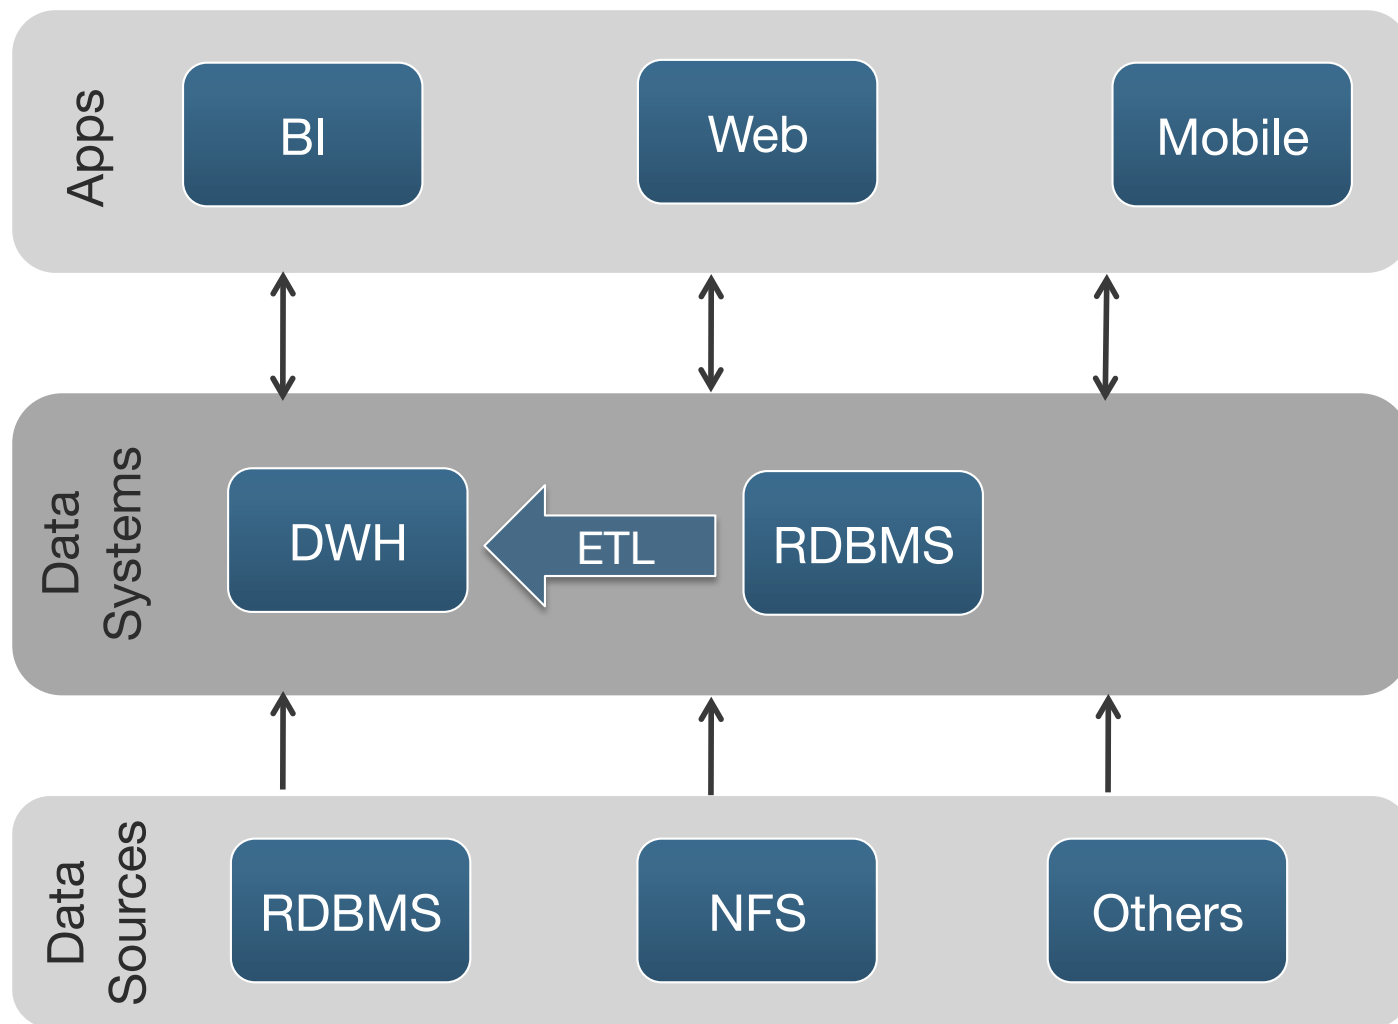 Apps
BI
Web
Mobile
Data
Systems
DWH
ETL
RDBMS
Data
Sources
RDBMS
NFS
Others